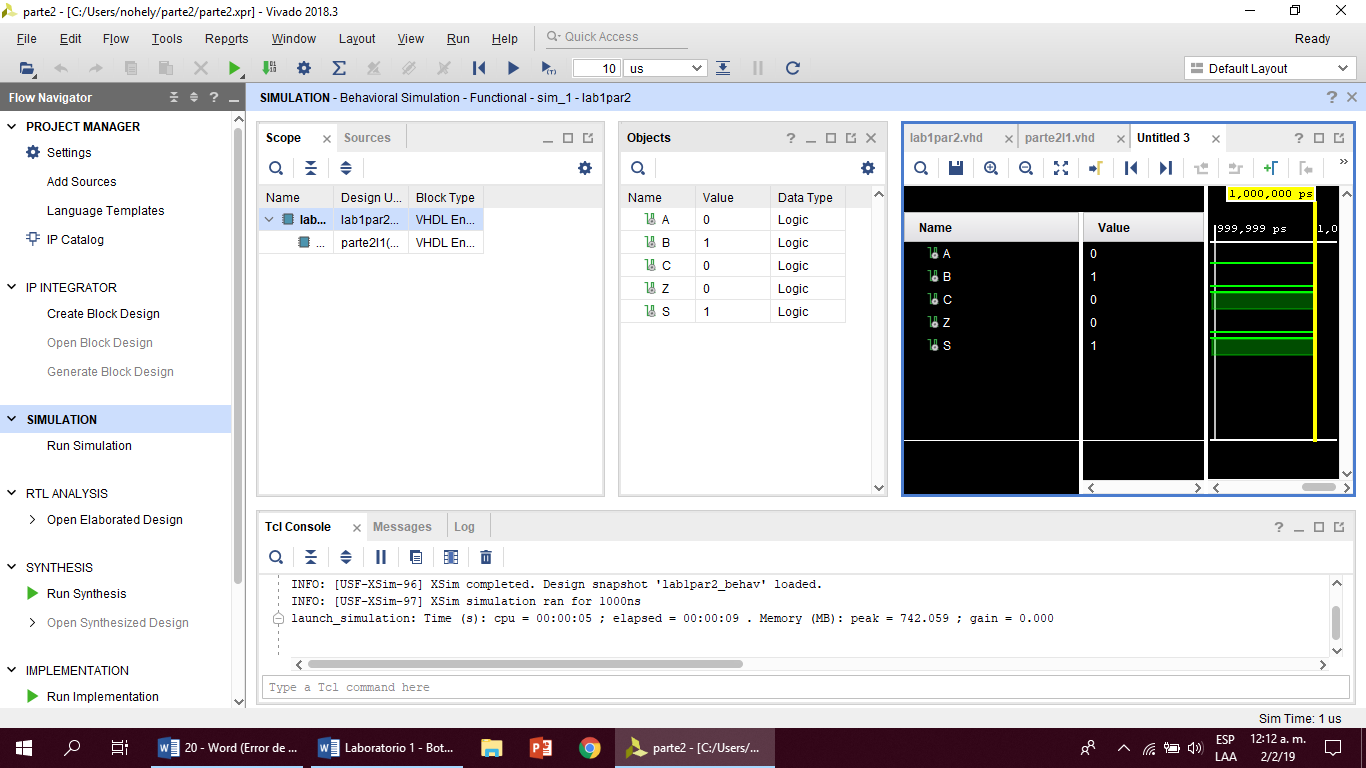 parte2 - [C:/Users/nohely/parte2/parte2.xpr] - Vivado 2018.3
File Edit Flow Tools Reports Window Layout View Run Help Quick Access Ready
10 us Default Layout
Flow Navigator
PROJECT MANAGER
Settings
Add Sources
Language Templates
IP Catalog
IP INTEGRATOR
Create Block Design
Open Block Design
Generate Block Design
SIMULATION
Run Simulation
RTL ANALYSIS
Open Elaborated Design
SYNTHESIS
Run Synthesis
Open Synthesized Design
IMPLEMENTATION
Run Implementation
SIMULATION - Behavioral Simulation - Functional - sim_1 - lab1par2
Scope Sources
Name Design U... Block Type
lab... lab1par2... VHDL En...
... parte2l1(... VHDL En...
Objects
Name Value Data Type
A 0 Logic
B 1 Logic
C 0 Logic
Z 0 Logic
S 1 Logic
lab1par2.vhd parte2l1.vhd Untitled 3
1,000,000 ps
Name Value 999,999 ps 1,0
A 0
B 1
C 0
Z 0
S 1
Tcl Console Messages Log
INFO: [USF-XSim-96] XSim completed. Design snapshot 'lab1par2_behav' loaded.
INFO: [USF-XSim-97] XSim simulation ran for 1000ns
launch_simulation: Time (s): cpu = 00:00:05 ; elapsed = 00:00:09 . Memory (MB): peak = 742.059 ; gain = 0.000
Type a Tcl command here
Sim Time: 1 us
20 - Word (Error de ... Laboratorio 1 - Bot... parte2 - [C:/Users/... ESP 12:12 a. m.
LAA 2/2/19